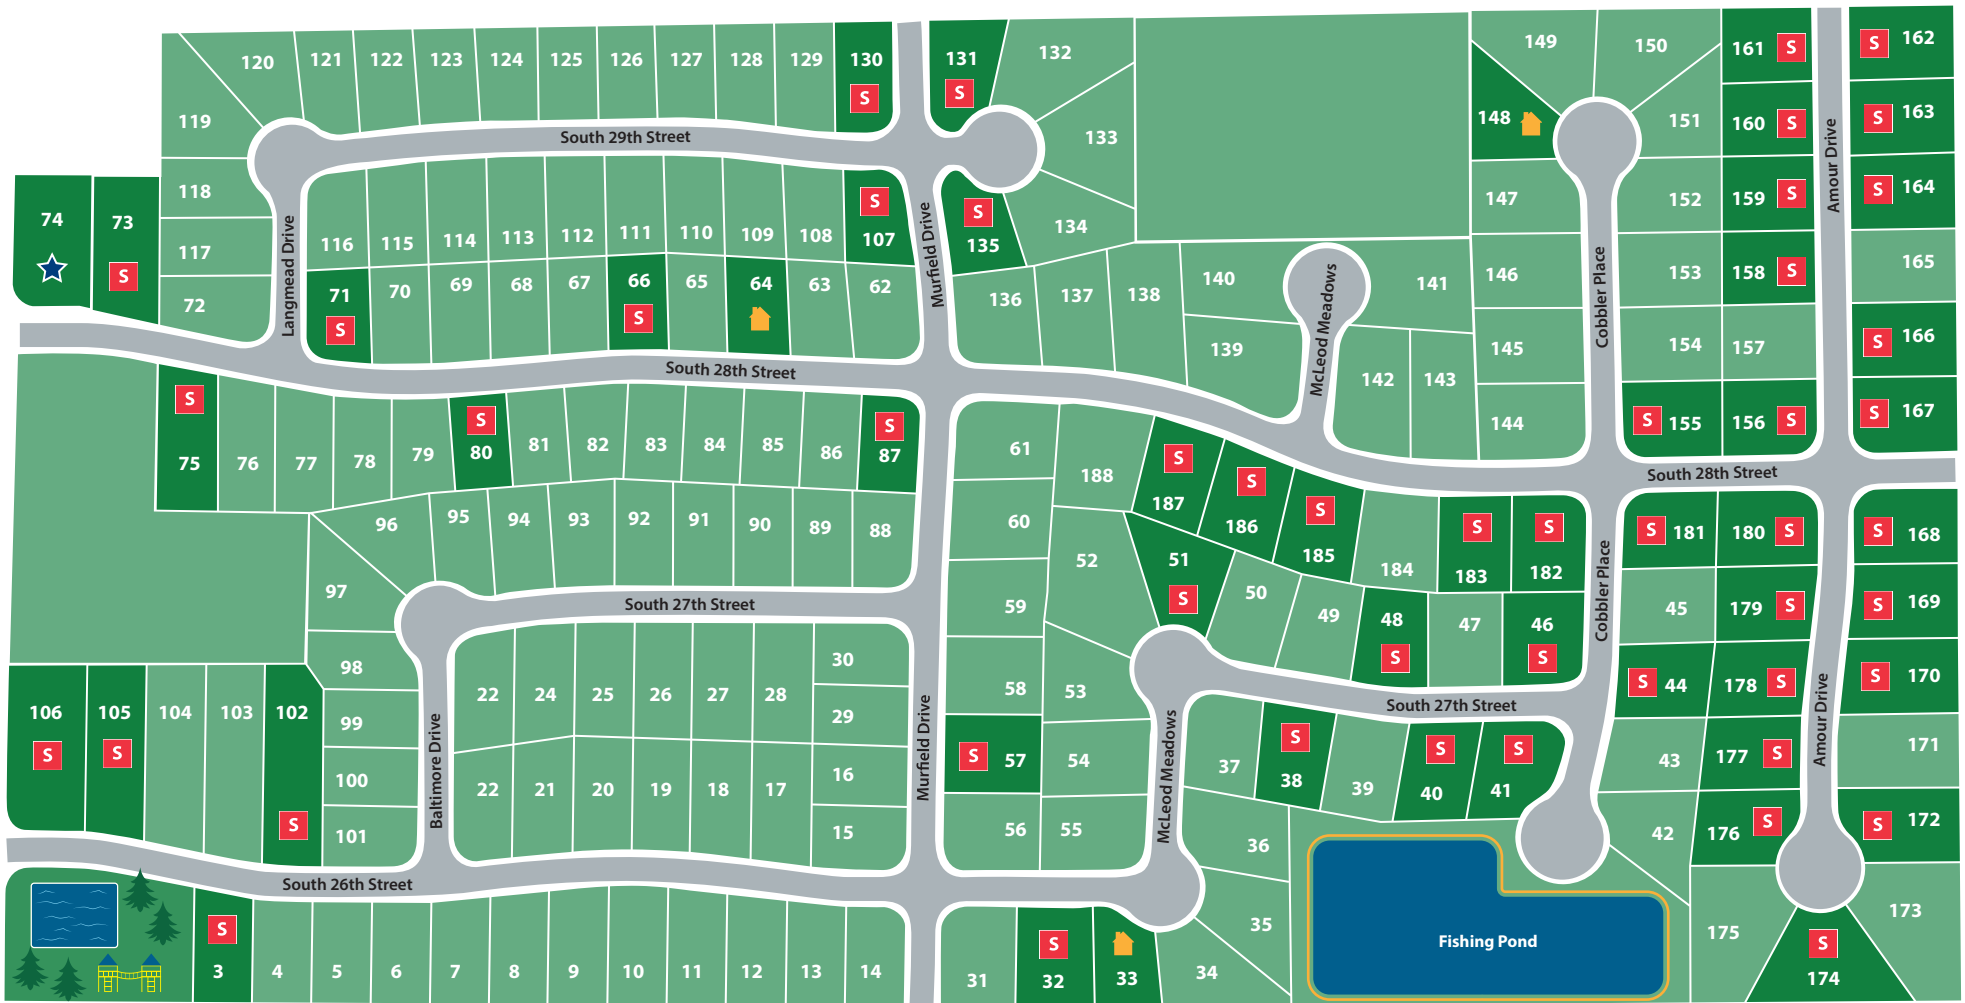 120 121 122 123 124 125 126 127 128 129 130 S
131 S 132 133
149 150 161 S 162 S
119 148 151 160 S 163 S
South 29th Street
Amour Drive
118 147 152 159 S 164 S
74 73 S
117 116 115 114 113 112 111 110 109 108 107 S
135 S 134
Langmead Drive
Murfield Drive
Cobbler Place
McLeod Meadows
72 71 S 70 69 68 67 66 S 65 64 63 62
136 137 138 140 141 146 153 158 S 165
139 142 143 145 154 157 166 S
144 155 S 156 S 167 S
South 28th Street
South 28th Street
75 S 76 77 78 79 80 S 81 82 83 84 85 86 87 S
61 188 187 S 186 S 185 S 184 183 S 182 S
181 S 180 S 168 S
96 95 94 93 92 91 90 89 88
60 52 51 S 50 49 48 S 47 46 S
45 179 S 169 S
97 59
South 27th Street
Cobbler Place
98 22 24 25 26 27 28 30
29
58 53 44 S 178 S 170 S
South 27th Street
106 S 105 S 104 103 102 S 99
Baltimore Drive
Murfield Drive
McLeod Meadows
Amour Drive
57 S 54 37 38 S 39 40 S 41 S 43 177 S 171
100 22 21 20 19 18 17 16
101 15
56 55 36 42 176 S 172 S
South 26th Street
3 S 4 5 6 7 8 9 10 11 12 13 14
31 32 S 33 34 35
Fishing Pond
175 174 S 173